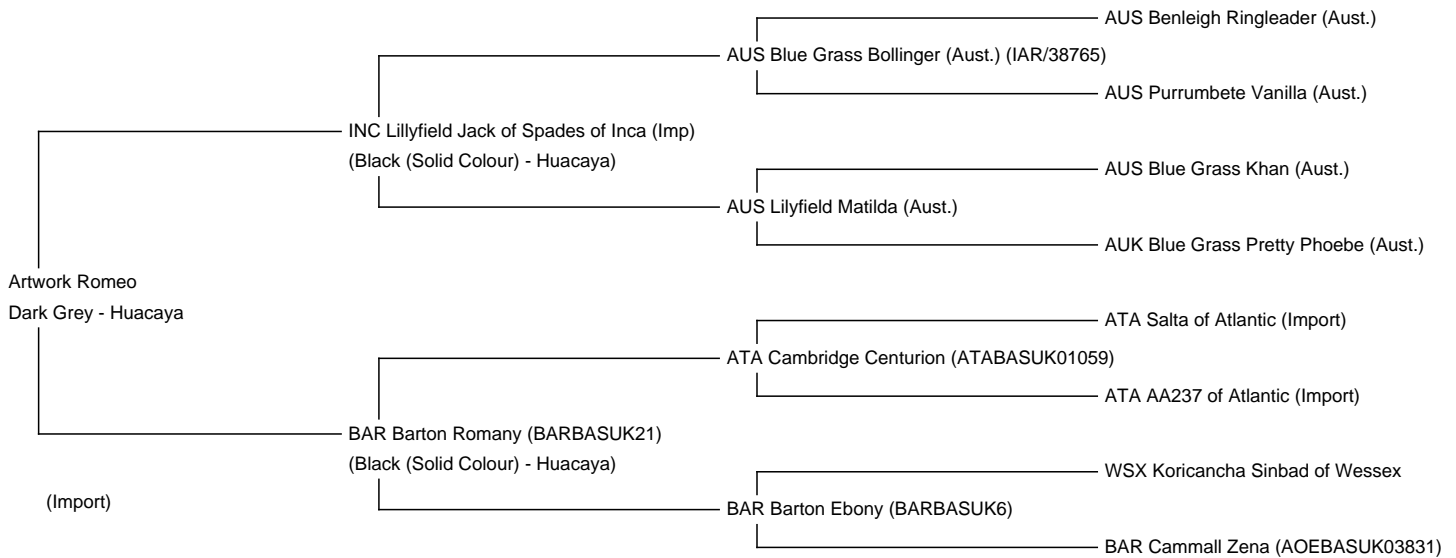 AUS Benleigh Ringleader (Aust.)
AUS Blue Grass Bollinger (Aust.) (IAR/38765)
AUS Purrumbete Vanilla (Aust.)
INC Lillyfield Jack of Spades of Inca (Imp)
(Black (Solid Colour) - Huacaya)
AUS Blue Grass Khan (Aust.)
AUS Lilyfield Matilda (Aust.)
AUK Blue Grass Pretty Phoebe (Aust.)
Artwork Romeo
Dark Grey - Huacaya
ATA Salta of Atlantic (Import)
ATA Cambridge Centurion (ATABASUK01059)
ATA AA237 of Atlantic (Import)
BAR Barton Romany (BARBASUK21)
(Black (Solid Colour) - Huacaya)
WSX Koricancha Sinbad of Wessex
(Import)
BAR Barton Ebony (BARBASUK6)
BAR Cammall Zena (AOEBASUK03831)